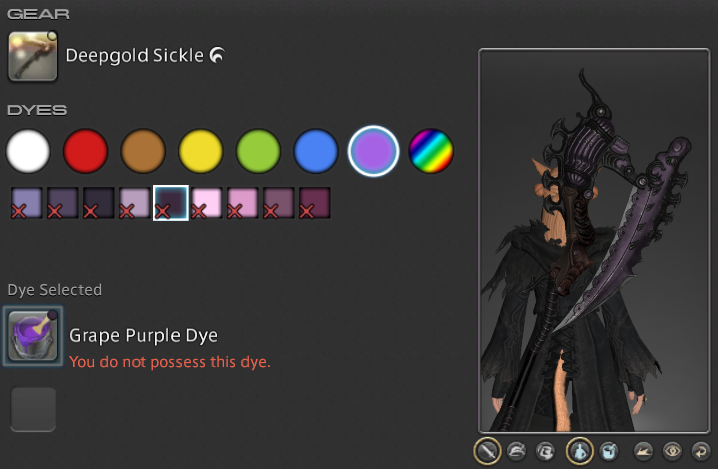 GEAR
Deepgold Sickle
DYES
Dye Selected
Grape Purple Dye
You do not possess this dye.